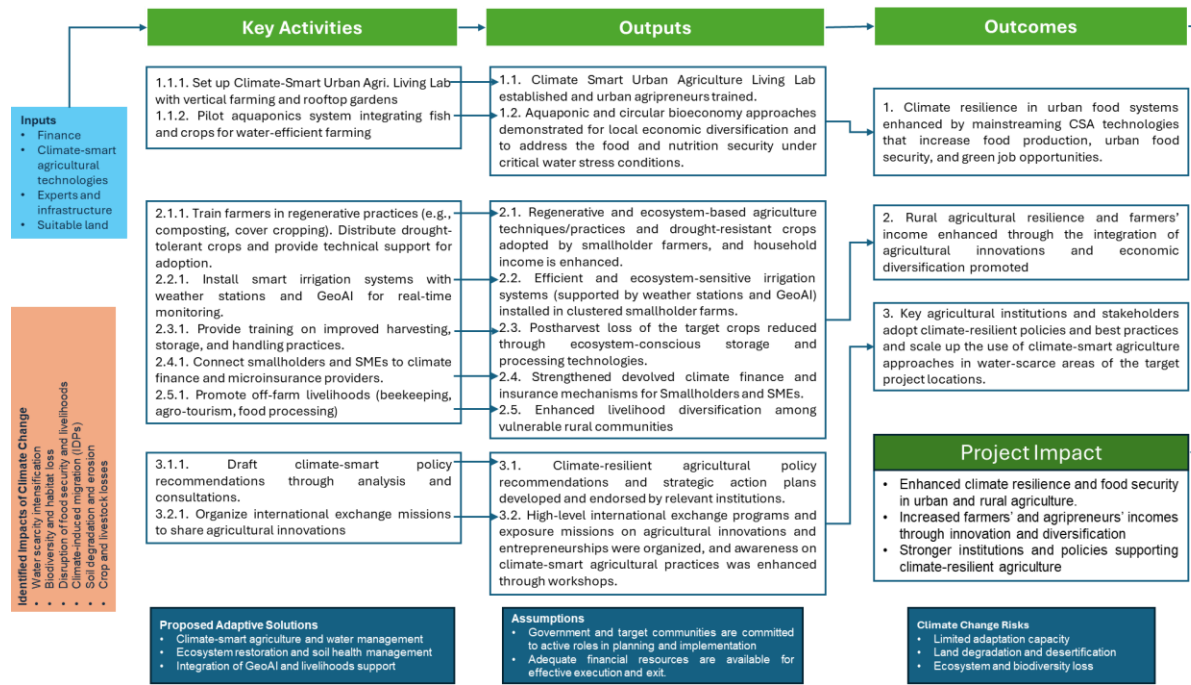 Key Activities
Outputs
Outcomes
Inputs
• Finance
• Climate-smart
agricultural
technologies
• Experts and
infrastructure
• Suitable land
Identified Impacts of Climate Change
• Water scarcity intensification
• Biodiversity and habitat loss
• Disruption of food security and livelihoods
• Climate-induced migration (IDPs)
• Soil degradation and erosion
• Crop and livestock losses
1.1.1. Set up Climate-Smart Urban Agri. Living Lab
with vertical farming and rooftop gardens
1.1.2. Pilot aquaponics system integrating fish
and crops for water-efficient farming
2.1.1. Train farmers in regenerative practices (e.g.,
composting, cover cropping). Distribute drought-
tolerant crops and provide technical support for
adoption.
2.2.1. Install smart irrigation systems with
weather stations and GeoAI for real-time
monitoring.
2.3.1. Provide training on improved harvesting,
storage, and handling practices.
2.4.1. Connect smallholders and SMEs to climate
finance and microinsurance providers.
2.5.1. Promote off-farm livelihoods (beekeeping,
agro-tourism, food processing)
3.1.1. Draft climate-smart policy
recommendations through analysis and
consultations.
3.2.1. Organize international exchange missions
to share agricultural innovations
1.1. Climate Smart Urban Agriculture Living Lab
established and urban agripreneurs trained.
1.2. Aquaponic and circular bioeconomy approaches
demonstrated for local economic diversification and
to address the food and nutrition security under
critical water stress conditions.
2.1. Regenerative and ecosystem-based agriculture
techniques/practices and drought-resistant crops
adopted by smallholder farmers, and household
income is enhanced.
2.2. Efficient and ecosystem-sensitive irrigation
systems (supported by weather stations and GeoAI)
installed in clustered smallholder farms.
2.3. Postharvest loss of the target crops reduced
through ecosystem-conscious storage and
processing technologies.
2.4. Strengthened devolved climate finance and
insurance mechanisms for Smallholders and SMEs.
2.5. Enhanced livelihood diversification among
vulnerable rural communities
3.1. Climate-resilient agricultural policy
recommendations and strategic action plans
developed and endorsed by relevant institutions.
3.2. High-level international exchange programs and
exposure missions on agricultural innovations and
entrepreneurships were organized, and awareness on
climate-smart agricultural practices was enhanced
through workshops.
1. Climate resilience in urban food systems
enhanced by mainstreaming CSA technologies
that increase food production, urban food
security, and green job opportunities.
2. Rural agricultural resilience and farmers'
income enhanced through the integration of
agricultural innovations and economic
diversification promoted
3. Key agricultural institutions and stakeholders
adopt climate-resilient policies and best practices
and scale up the use of climate-smart agriculture
approaches in water-scarce areas of the target
project locations.
Project Impact
• Enhanced climate resilience and food security
in urban and rural agriculture.
• Increased farmers' and agripreneurs' incomes
through innovation and diversification
• Stronger institutions and policies supporting
climate-resilient agriculture
Proposed Adaptive Solutions
• Climate-smart agriculture and water management
• Ecosystem restoration and soil health management
• Integration of GeoAI and livelihoods support
Assumptions
• Government and target communities are committed
to active roles in planning and implementation
• Adequate financial resources are available for
effective execution and exit.
Climate Change Risks
• Limited adaptation capacity
• Land degradation and desertification
• Ecosystem and biodiversity loss